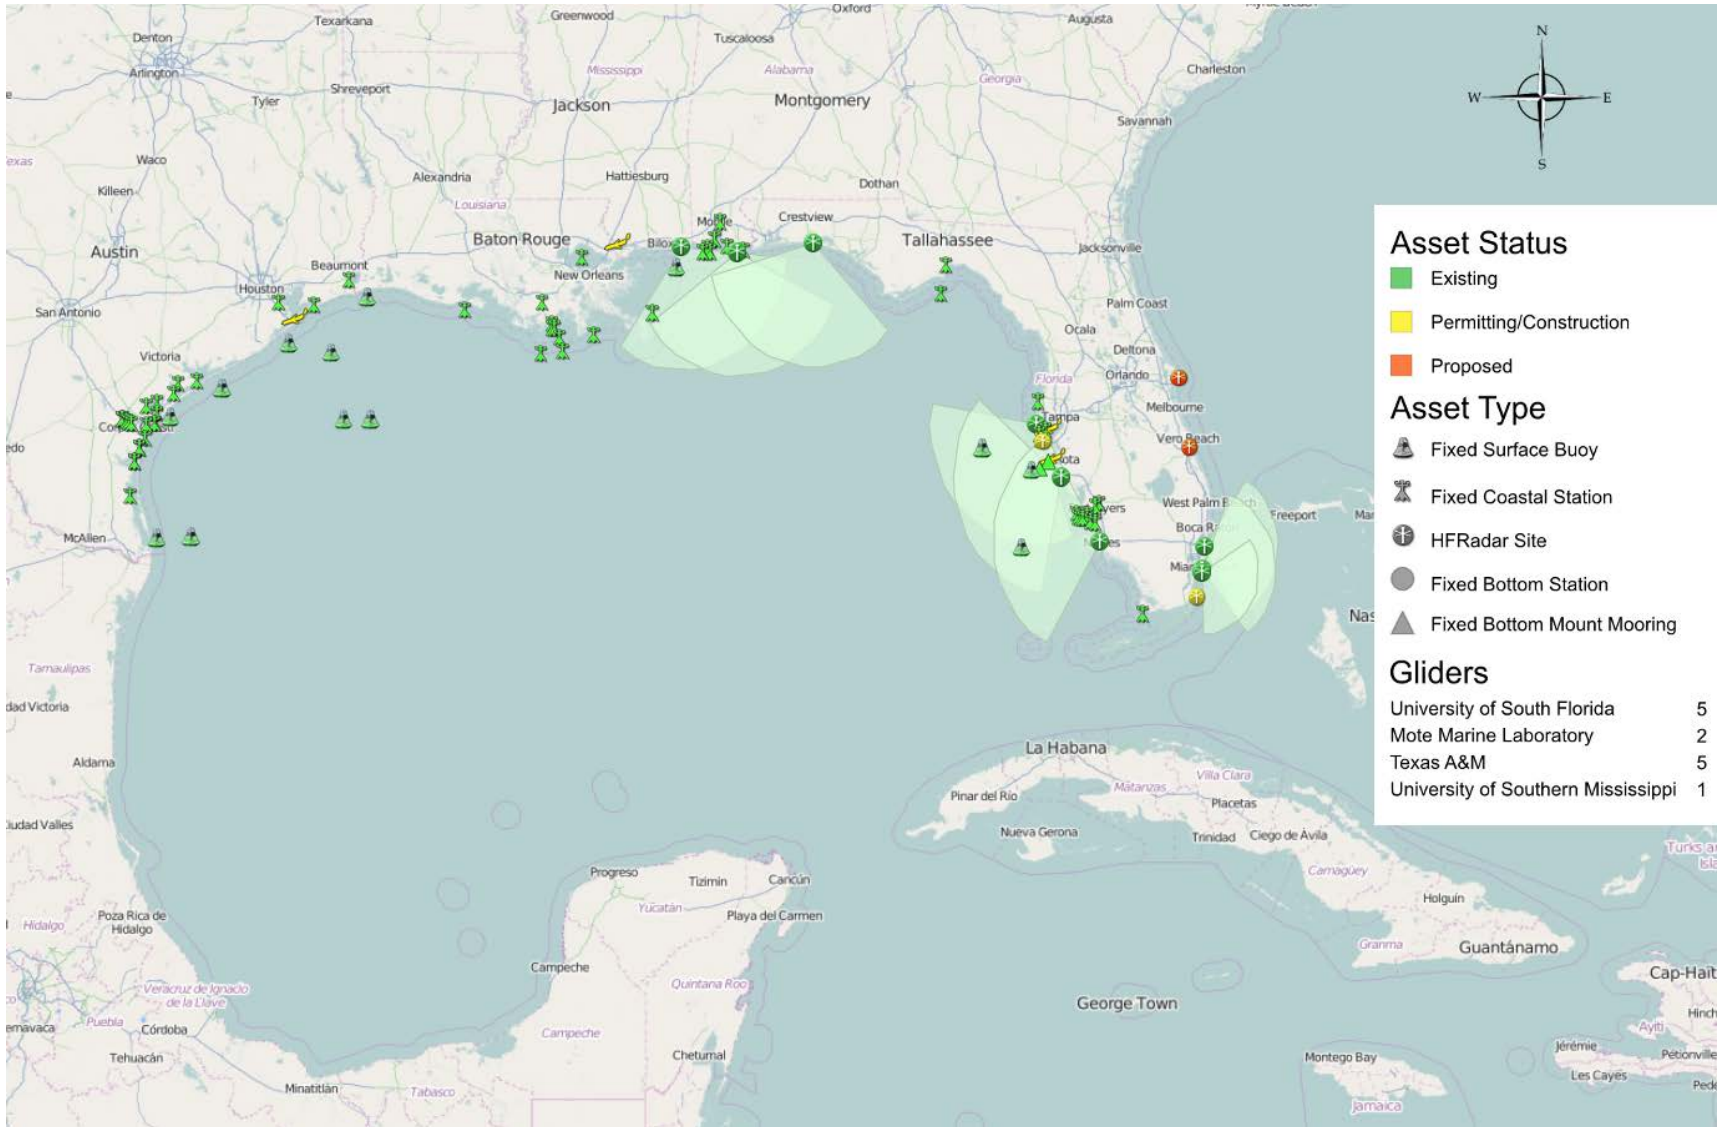 Oxford
Greenwood
Texarkana
Augusta
Denton
Tuscaloosa
Mississippi
Alabama
Charleston
Arlington
Georgia
Shreveport
Tyler
Jackson
Montgomery
Savannah
Waco
Alexandria
Hattiesburg
Killeen
Dothan
Louisiana
Crestview
Baton Rouge
Tallahassee
Jacksonville
Austin
Beaumont
New Orleans
Houston
Palm Coast
San Antonio
Ocala
Victoria
Deltona
Orlando
Florida
Melbourne
Tampa
Vero Beach
West Palm Beach
Freeport
McAllen
Tamaulipas
La Habana
Aldama
Villa Clara
Matanzas
Pinar del Río
Placetas
Nueva Gerona
Trinidad
Ciego de Ávila
Progreso
Tizimin
Cancún
Camagüey
Holguín
Yucatán
Poza Rica de
Hidalgo
Hidalgo
Playa del Carmen
Granma
Guantánamo
Campeche
Quintana Roo
Veracruz de Ignacio
de la Llave
George Town
Puebla
Córdoba
Campeche
Tehuacán
Chetumal
Montego Bay
Jérémie
Les Cayes
Ayiti
Minatitlán
Tabasco
Jamaica
N
W
E
S
Asset Status
Existing
Permitting/Construction
Proposed
Asset Type
Fixed Surface Buoy
Fixed Coastal Station
HFRadar Site
Fixed Bottom Station
Fixed Bottom Mount Mooring
Gliders
University of South Florida 5
Mote Marine Laboratory 2
Texas A&M 5
University of Southern Mississippi 1